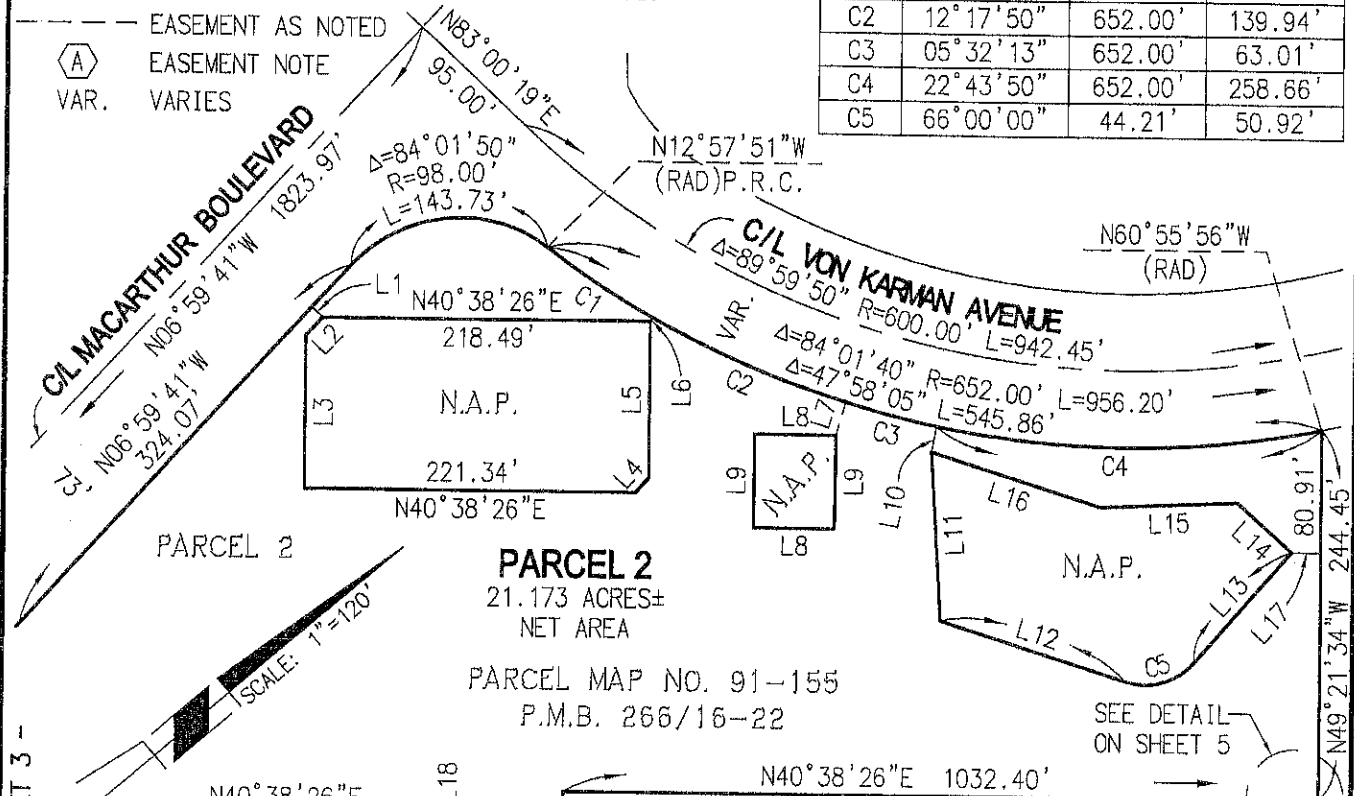 EASEMENT AS NOTED
A EASEMENT NOTE
VAR. VARIES
C2 12°17'50" 652.00' 139.94'
C3 05°32'13" 652.00' 63.01'
C4 22°43'50" 652.00' 258.66'
C5 66°00'00" 44.21' 50.92'
N83°00'19"E
95.00'
C/L MACARTHUR BOULEVARD
N06°59'41"W 1823.97'
Δ=84°01'50"
R=98.00'
L=143.73'
N12°57'51"W
(RAD)P.R.C.
N60°55'56"W
(RAD)
C/L VON KARMAN AVENUE
Δ=89°59'50" R=600.00' L=942.45'
VAR.
Δ=84°01'40" R=652.00' L=956.20'
Δ=47°58'05" L=545.86'
73'
N06°59'41"W
324.07'
L1
L2
N40°38'26"E
218.49'
C1
L3
N.A.P.
L5
L6
221.34'
L4
N40°38'26"E
C2
L7
C3
L8
L9
N.A.P.
L9
L8
L10
C4
L16
L15
L11
N.A.P.
L14
L13
L12
C5
L17
80.91'
244.45'
N49°21'34"W
PARCEL 2
PARCEL 2
21.173 ACRES±
NET AREA
SCALE: 1"=120'
PARCEL MAP NO. 91-155
P.M.B. 266/16-22
SEE DETAIL
ON SHEET 5
T 3 -
N40°38'26"E
L18
N40°38'26"E 1032.40'